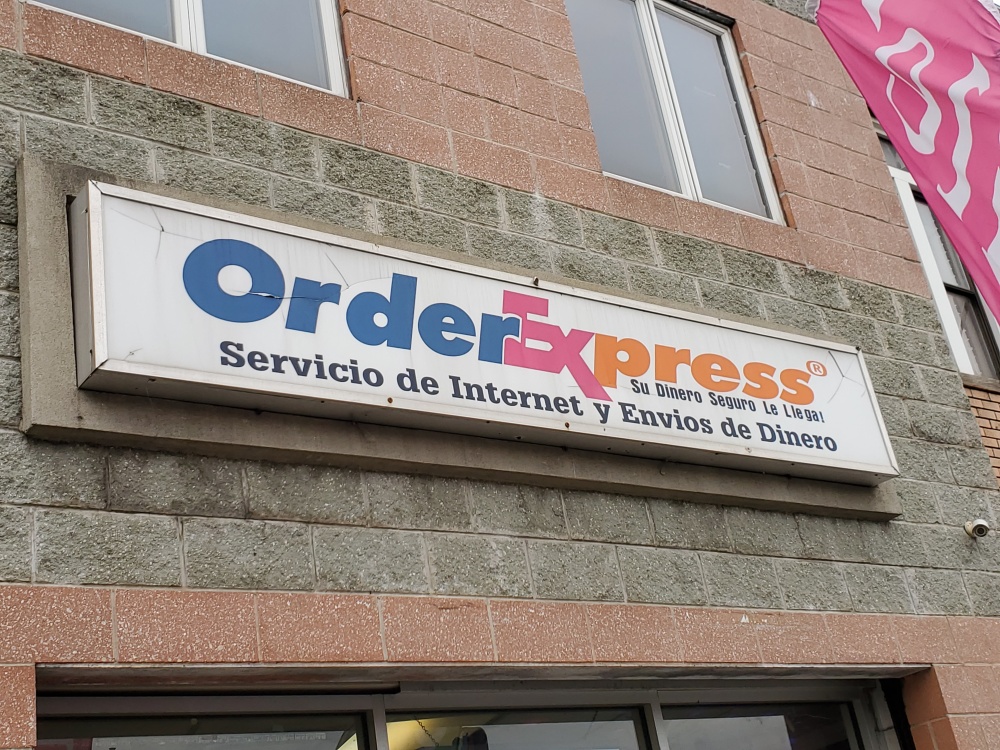 OrderExpress®
Su Dinero Seguro Le Llega!
Servicio de Internet y Envios de Dinero